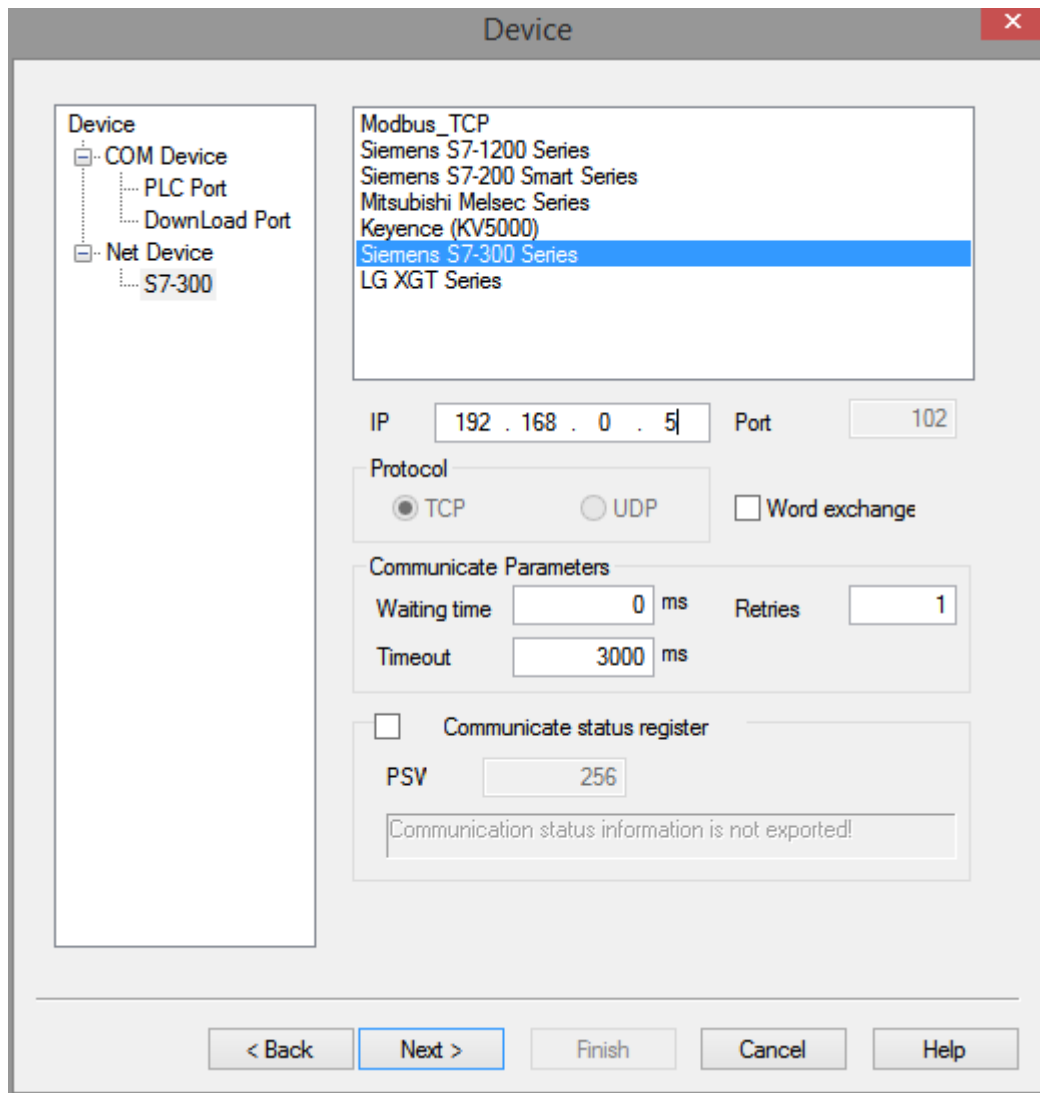 Device
Device
COM Device
PLC Port
DownLoad Port
Net Device
S7-300
Modbus_TCP
Siemens S7-1200 Series
Siemens S7-200 Smart Series
Mitsubishi Melsec Series
Keyence (KV5000)
Siemens S7-300 Series
LG XGT Series
IP 192 . 168 . 0 . 5 Port 102
Protocol
TCP UDP Word exchange
Communicate Parameters
Waiting time 0 ms Retries 1
Timeout 3000 ms
Communicate status register
PSW 256
Communication status information is not exported!
< Back Next > Finish Cancel Help